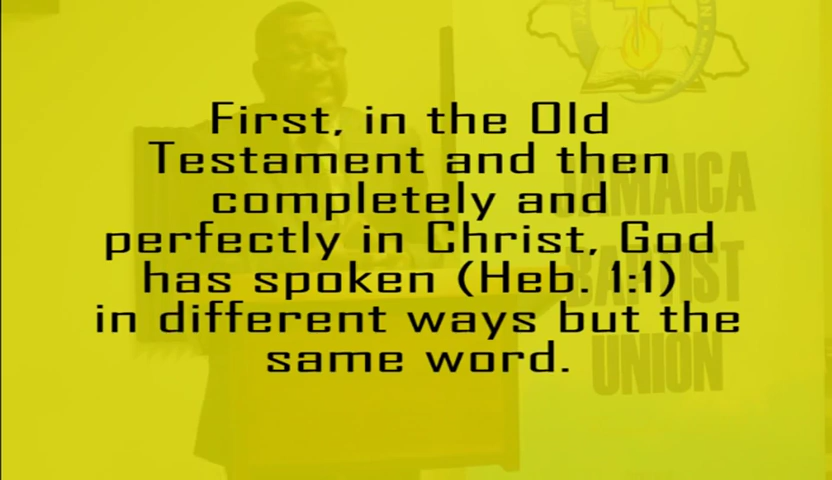 First, in the Old
Testament and then
completely and
perfectly in Christ, God
has spoken (Heb. 1:1)
in different ways but the
same word.
JAMAICA
BAPTIST
UNION